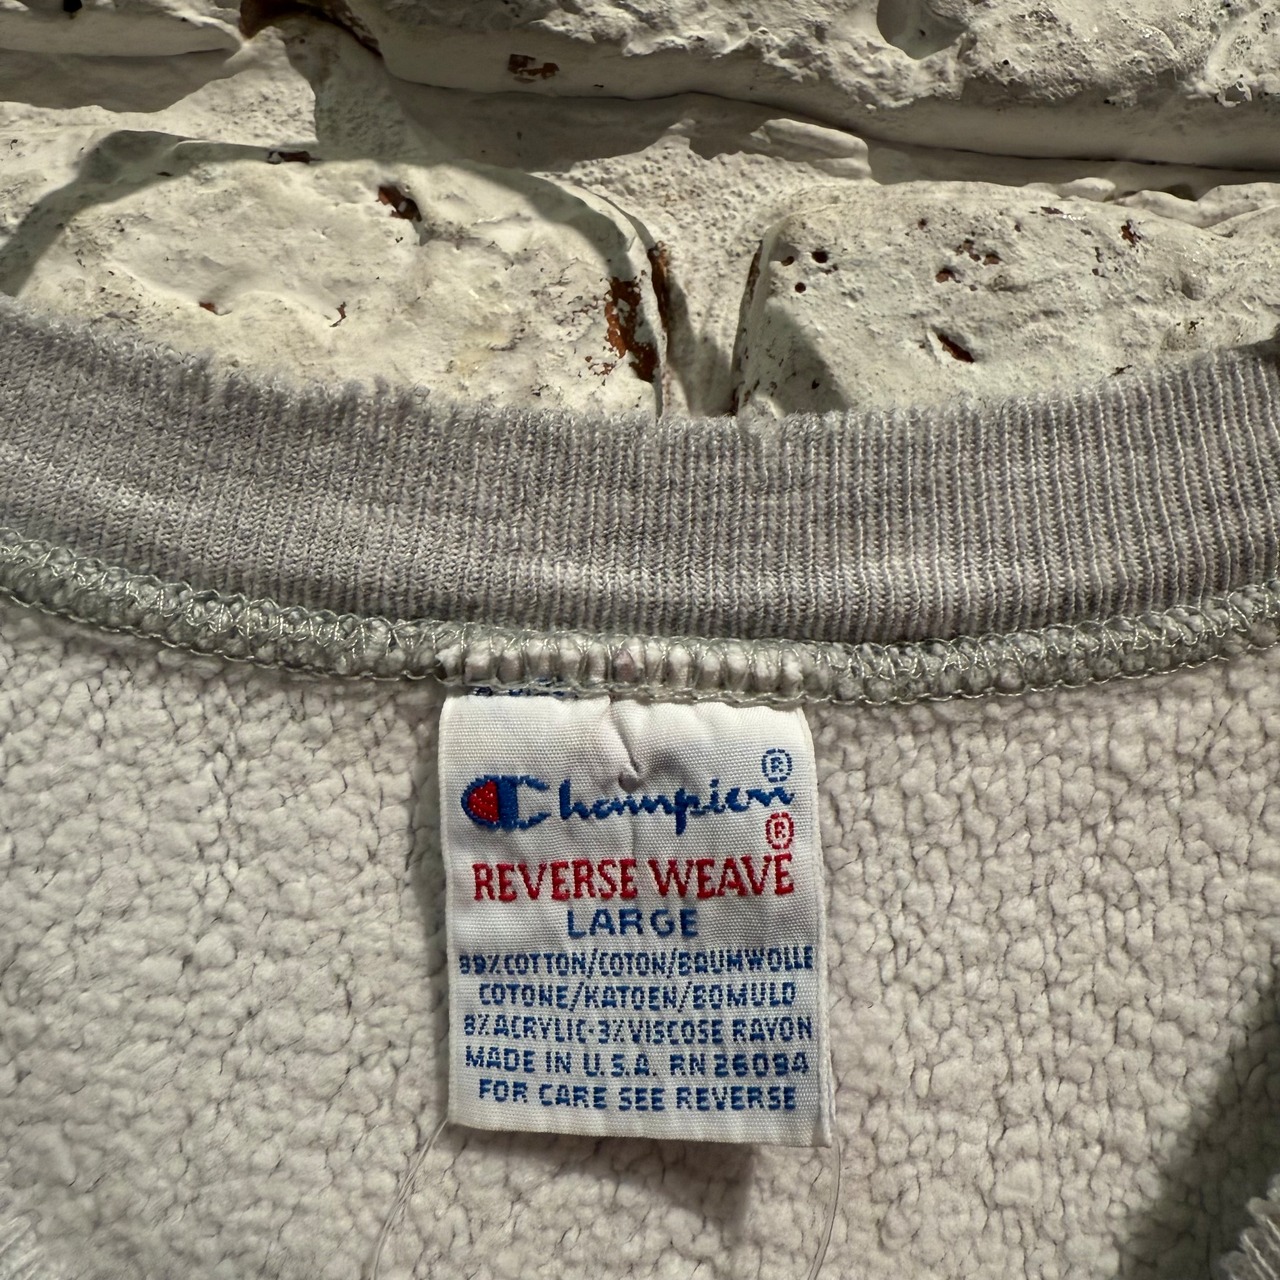 Champion®
REVERSE WEAVE®
LARGE
89% COTTON/COTON/BAUMWOLLE
COTONE/KATOEN/BOMULD
8% ACRYLIC-3% VISCOSE RAYON
MADE IN U.S.A. RN 26094
FOR CARE SEE REVERSE